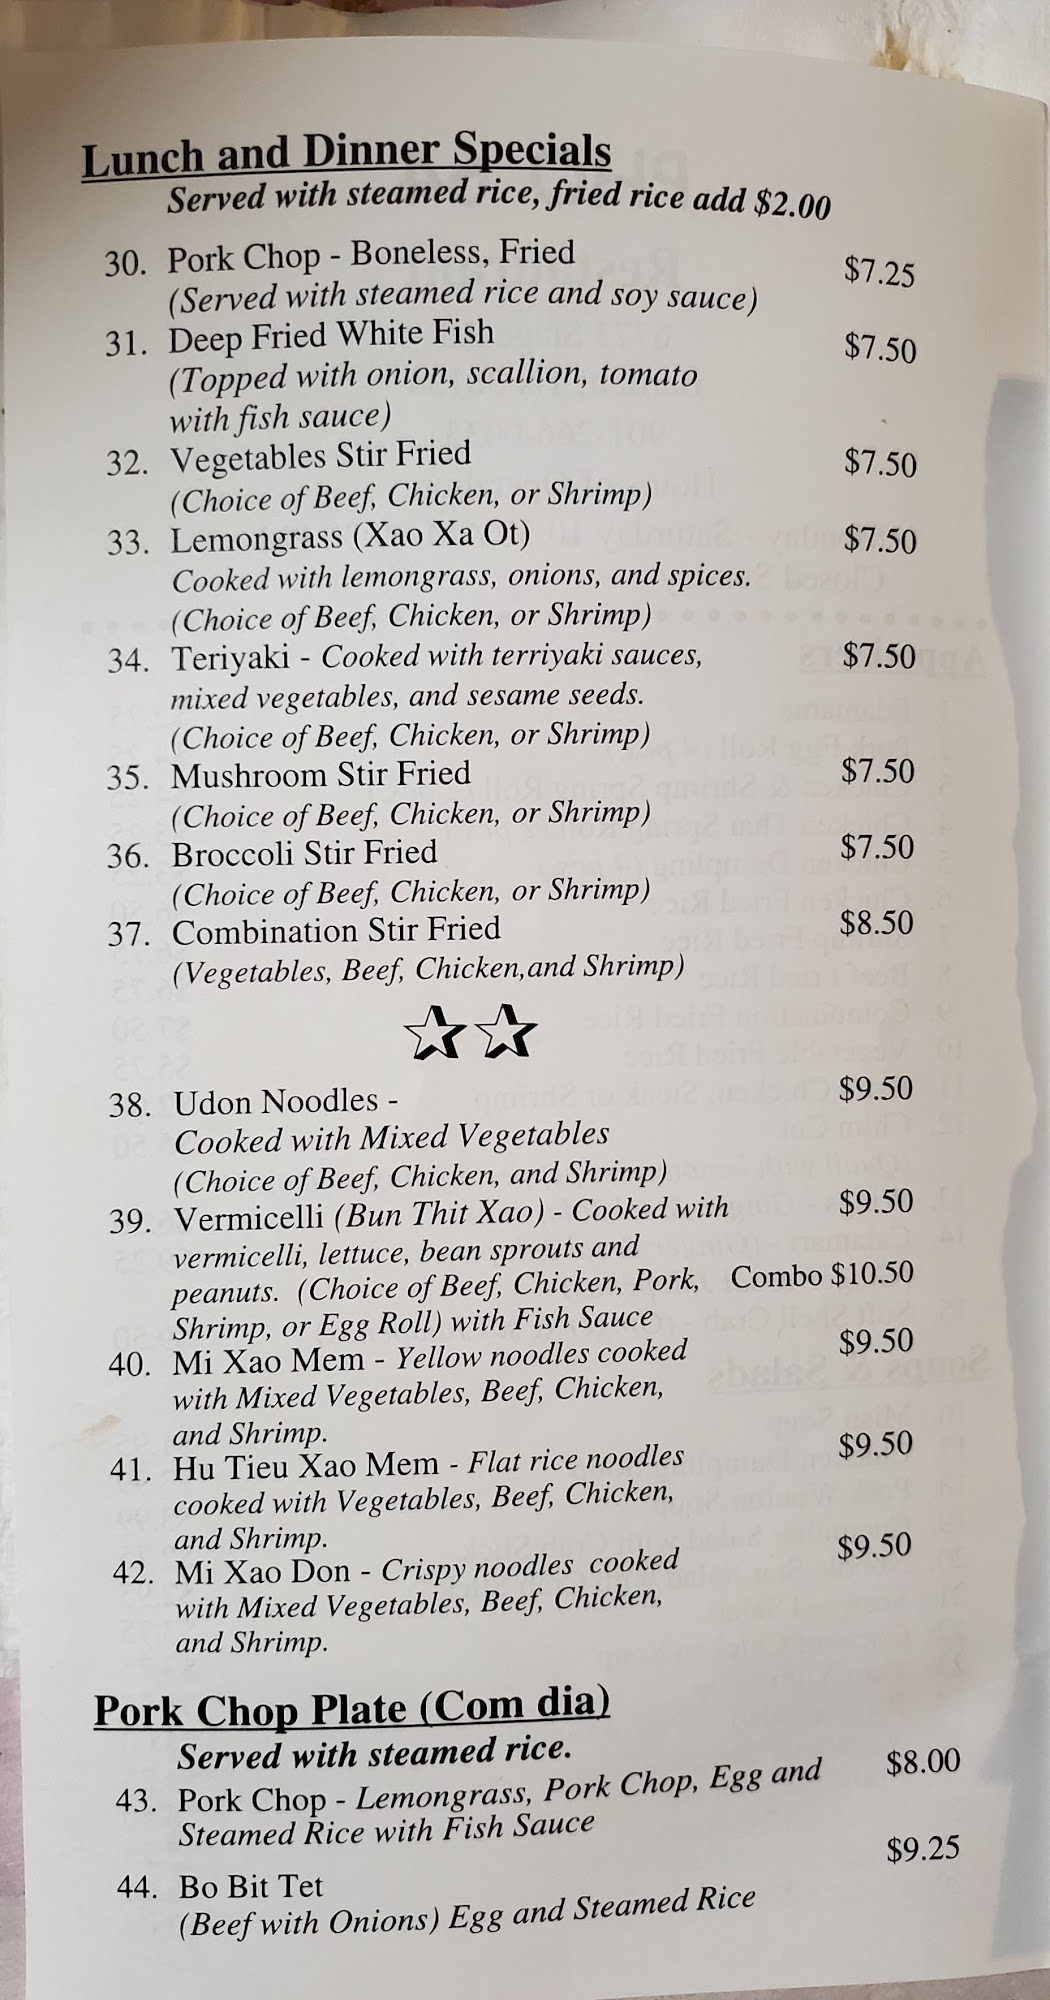 Lunch and Dinner Specials
Served with steamed rice, fried rice add $2.00
30. Pork Chop - Boneless, Fried $7.25
(Served with steamed rice and soy sauce)
31. Deep Fried White Fish $7.50
(Topped with onion, scallion, tomato
with fish sauce)
32. Vegetables Stir Fried $7.50
(Choice of Beef, Chicken, or Shrimp)
33. Lemongrass (Xao Xa Ot) $7.50
Cooked with lemongrass, onions, and spices.
(Choice of Beef, Chicken, or Shrimp)
34. Teriyaki - Cooked with terriyaki sauces, $7.50
mixed vegetables, and sesame seeds.
(Choice of Beef, Chicken, or Shrimp)
35. Mushroom Stir Fried $7.50
(Choice of Beef, Chicken, or Shrimp)
36. Broccoli Stir Fried $7.50
(Choice of Beef, Chicken, or Shrimp)
37. Combination Stir Fried $8.50
(Vegetables, Beef, Chicken,and Shrimp)
38. Udon Noodles - $9.50
Cooked with Mixed Vegetables
(Choice of Beef, Chicken, and Shrimp)
39. Vermicelli (Bun Thit Xao) - Cooked with $9.50
vermicelli, lettuce, bean sprouts and
peanuts. (Choice of Beef, Chicken, Pork, Combo $10.50
Shrimp, or Egg Roll) with Fish Sauce
40. Mi Xao Mem - Yellow noodles cooked $9.50
with Mixed Vegetables, Beef, Chicken,
and Shrimp.
41. Hu Tieu Xao Mem - Flat rice noodles $9.50
cooked with Vegetables, Beef, Chicken,
and Shrimp.
42. Mi Xao Don - Crispy noodles cooked $9.50
with Mixed Vegetables, Beef, Chicken,
and Shrimp.
Pork Chop Plate (Com dia)
Served with steamed rice.
43. Pork Chop - Lemongrass, Pork Chop, Egg and $8.00
Steamed Rice with Fish Sauce
44. Bo Bit Tet $9.25
(Beef with Onions) Egg and Steamed Rice